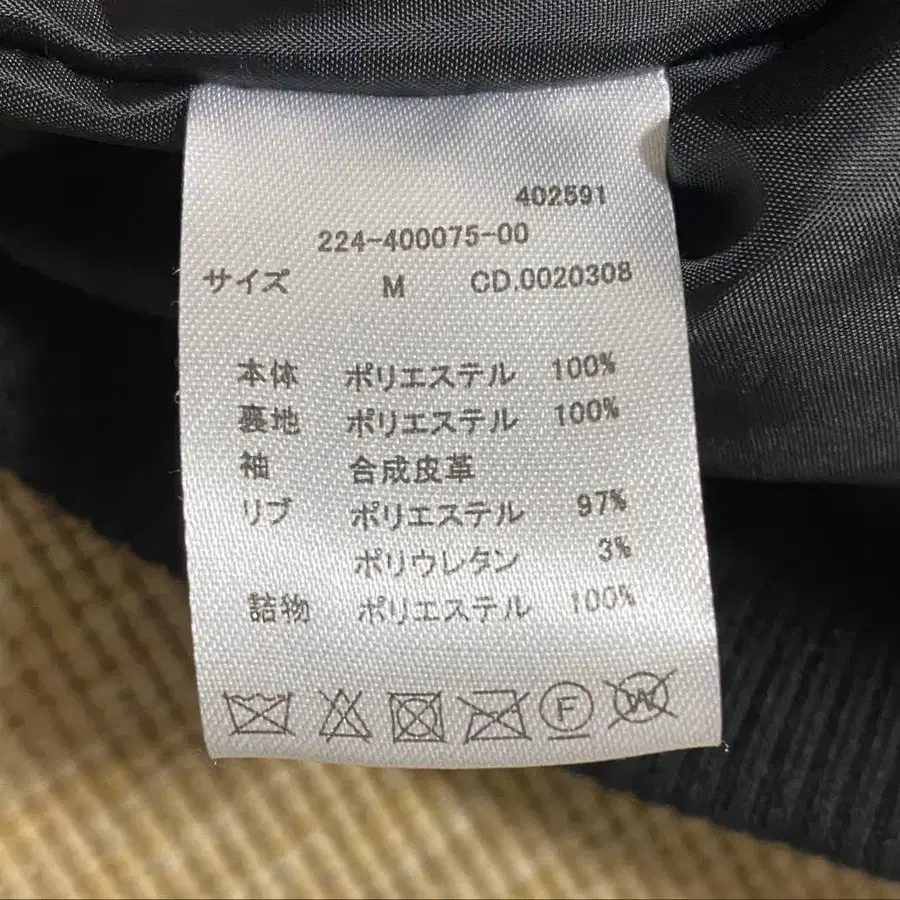 402591
224-400075-00
サイズ M CD.0020308
本体 ポリエステル 100%
裏地 ポリエステル 100%
袖 合成皮革
リブ ポリエステル 97%
ポリウレタン 3%
詰物 ポリエステル 100%
F W